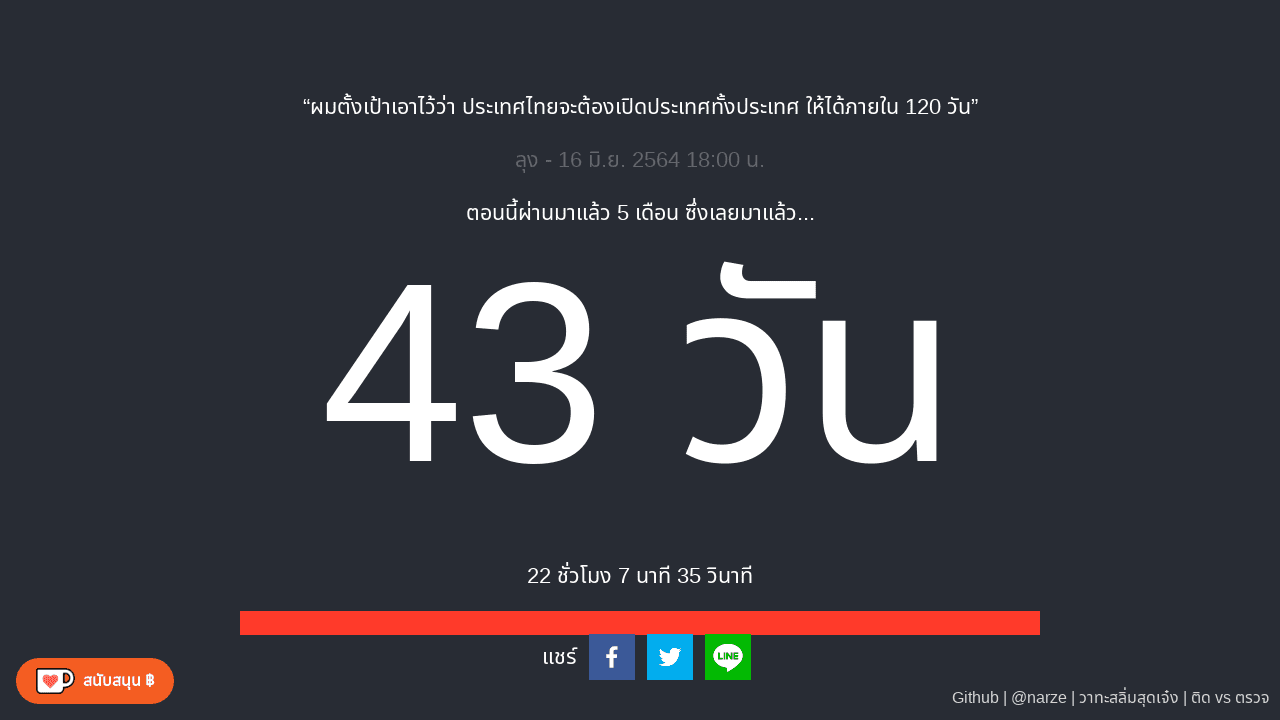 “ผมตั้งเป้าเอาไว้ว่า ประเทศไทยจะต้องเปิดประเทศทั้งประเทศ ให้ได้ภายใน 120 วัน”
ลุง - 16 มิ.ย. 2564 18:00 น.
ตอนนี้ผ่านมาแล้ว 5 เดือน ซึ่งเลยมาแล้ว...
43 วัน
22 ชั่วโมง 7 นาที 35 วินาที
แชร์
LINE
สนับสนุน ฿
Github | @narze | วาทะสลิ่มสุดเจ๋ง | ติด vs ตรวจ